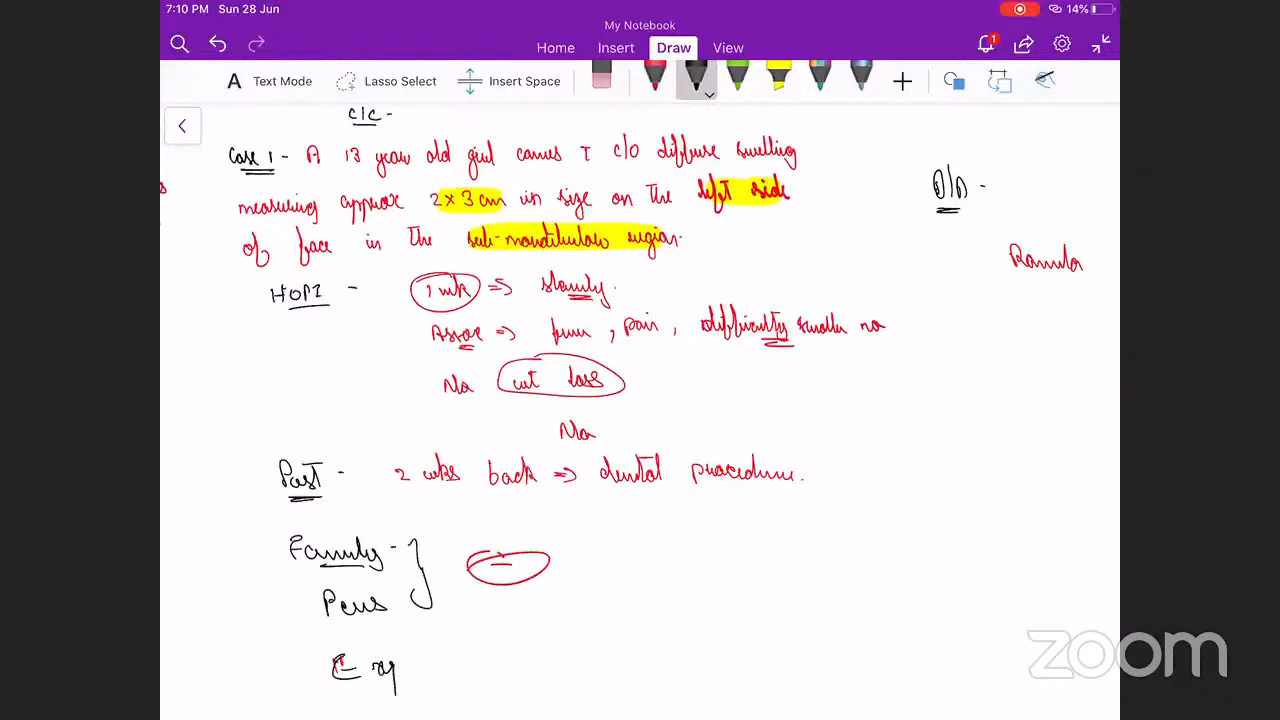 7:10 PM Sun 28 Jun
14%
My Notebook
Home Insert Draw View
1
A Text Mode Lasso Select Insert Space
C/C -
Case 1 - A 13 year old girl comes c̄ c/o diffuse swelling
measuring approx 2 x 3 cm in size on the left side
of face in the sub-mandibular region.
D/D -
Ranula
HOPI - 1 wk => slowly.
Assoc => fever, pain, difficulty swallow no
No wt loss
No
Past - 2 wks back => dental procedure.
Family -
Pers
zoom